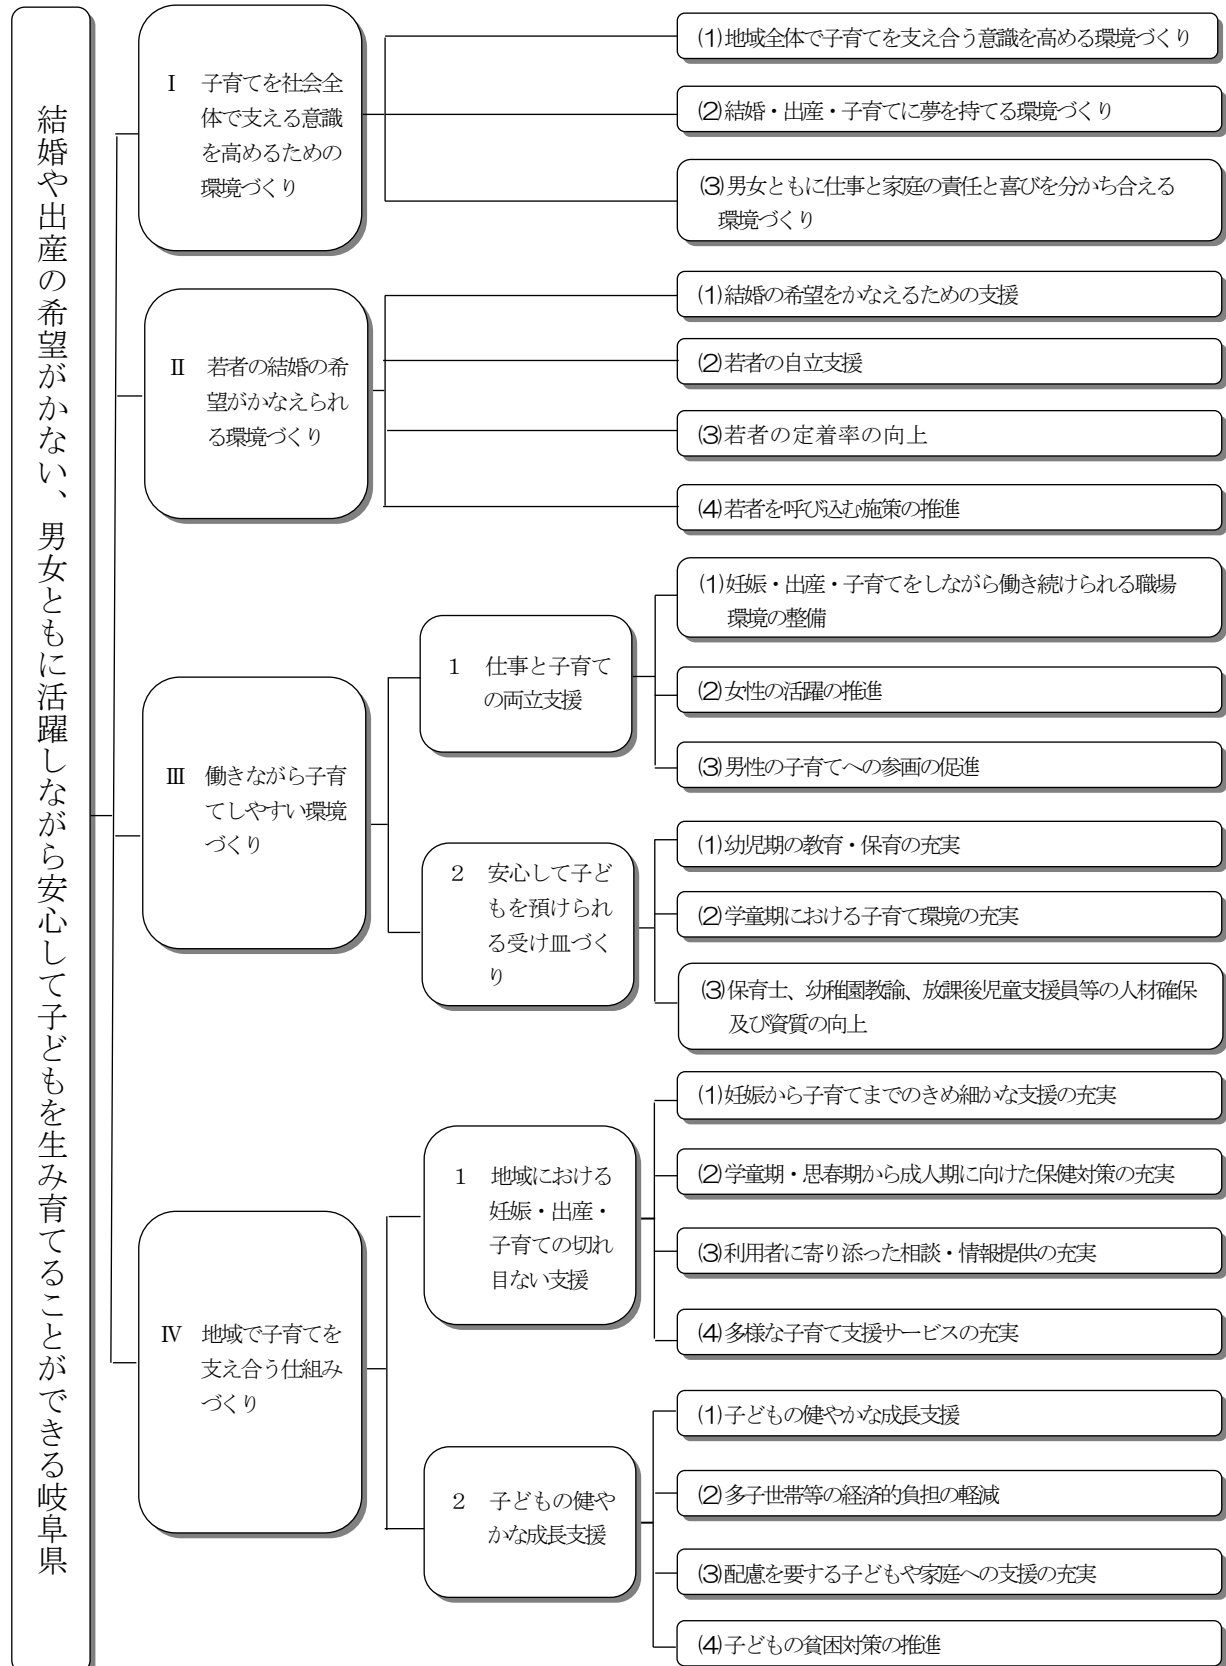 結婚や出産の希望がかない、男女ともに活躍しながら安心して子どもを生み育てることができる岐阜県
Ⅰ 子育てを社会全
体で支える意識
を高めるための
環境づくり
(1)地域全体で子育てを支え合う意識を高める環境づくり
(2)結婚・出産・子育てに夢を持てる環境づくり
(3)男女ともに仕事と家庭の責任と喜びを分かち合える
環境づくり
Ⅱ 若者の結婚の希
望がかなえられ
る環境づくり
(1)結婚の希望をかなえるための支援
(2)若者の自立支援
(3)若者の定着率の向上
(4)若者を呼び込む施策の推進
Ⅲ 働きながら子育
てしやすい環境
づくり
1 仕事と子育て
の両立支援
(1)妊娠・出産・子育てをしながら働き続けられる職場
環境の整備
(2)女性の活躍の推進
(3)男性の子育てへの参画の促進
2 安心して子ど
もを預けられ
る受け皿づく
り
(1)幼児期の教育・保育の充実
(2)学童期における子育て環境の充実
(3)保育士、幼稚園教諭、放課後児童支援員等の人材確保
及び資質の向上
Ⅳ 地域で子育てを
支え合う仕組み
づくり
1 地域における
妊娠・出産・
子育ての切れ
目ない支援
(1)妊娠から子育てまでのきめ細かな支援の充実
(2)学童期・思春期から成人期に向けた保健対策の充実
(3)利用者に寄り添った相談・情報提供の充実
(4)多様な子育て支援サービスの充実
2 子どもの健や
かな成長支援
(1)子どもの健やかな成長支援
(2)多子世帯等の経済的負担の軽減
(3)配慮を要する子どもや家庭への支援の充実
(4)子どもの貧困対策の推進